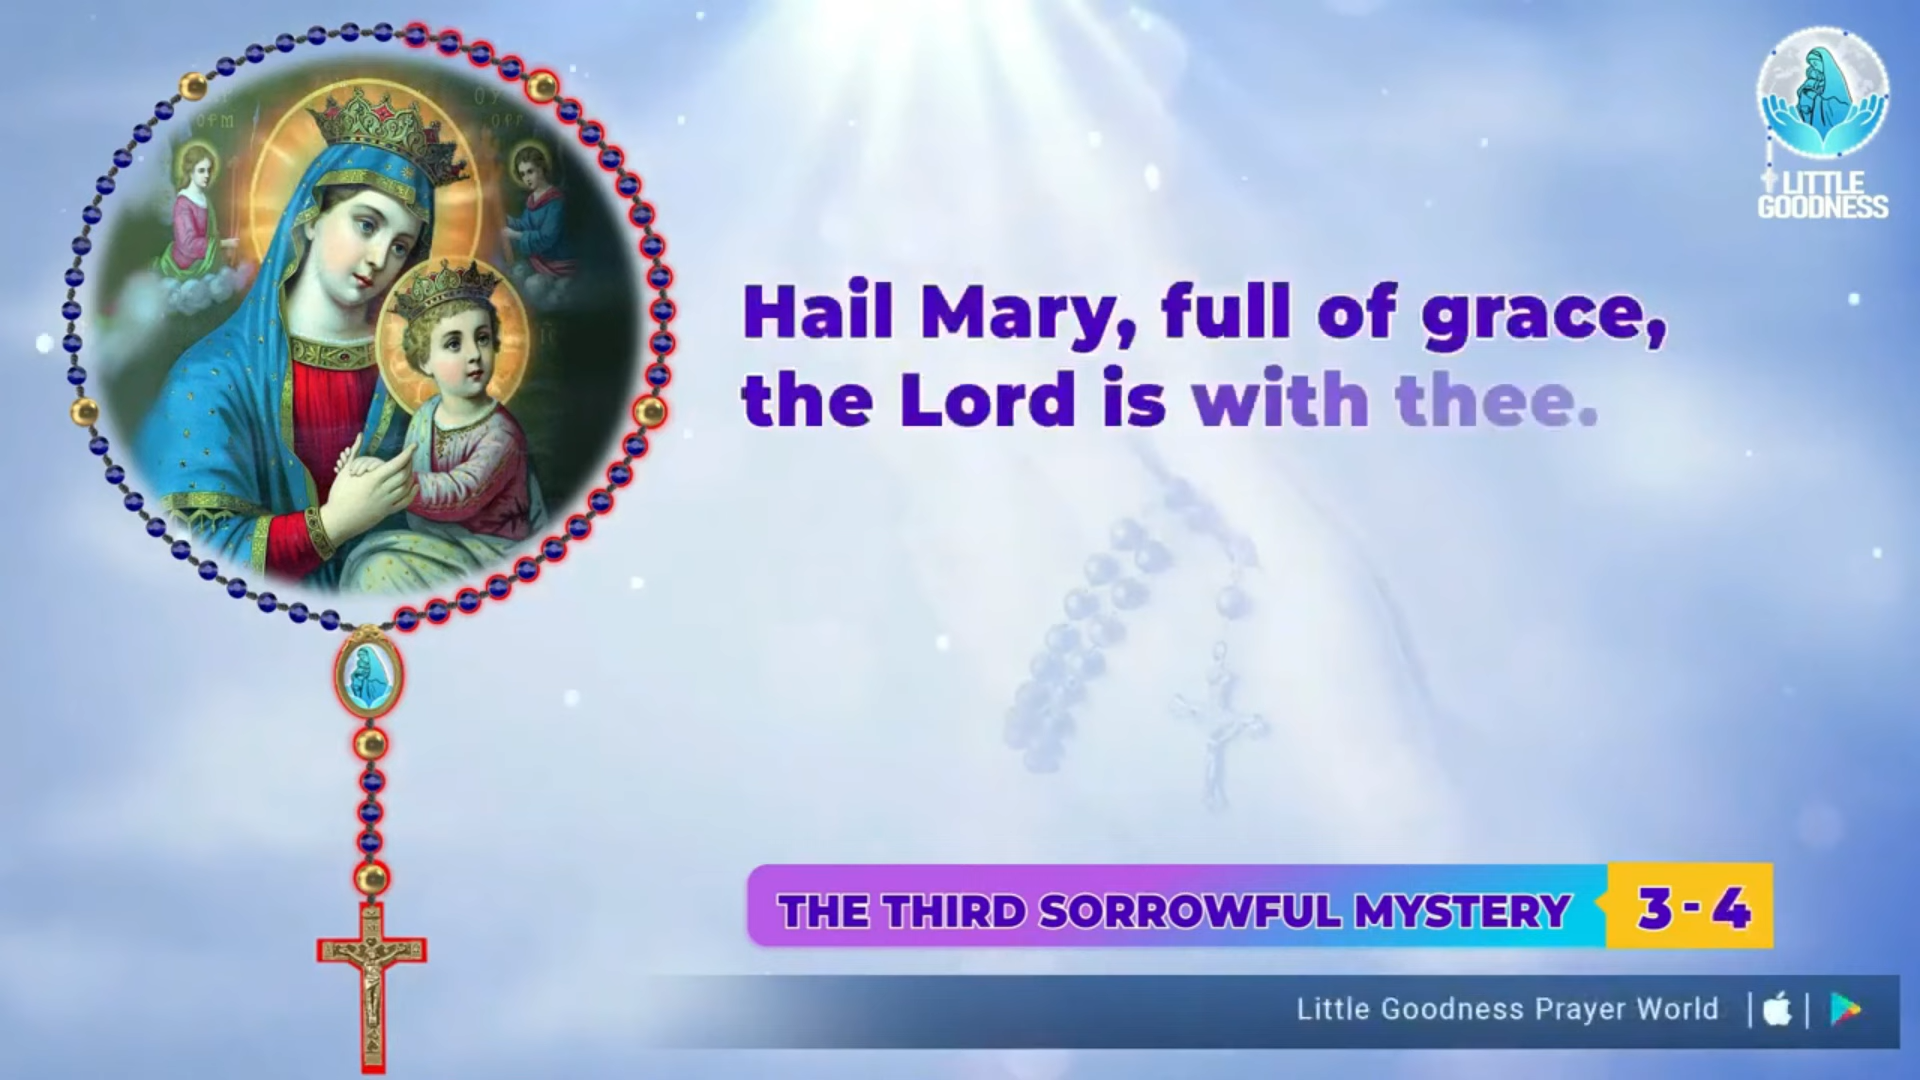 LITTLE
GOODNESS
Hail Mary, full of grace,
the Lord is with thee.
THE THIRD SORROWFUL MYSTERY 3-4
Little Goodness Prayer World